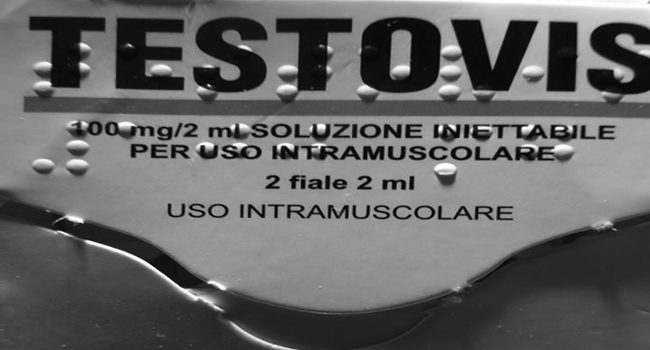 TESTOVIS
100 mg/2 ml SOLUZIONE INIETTABILE
PER USO INTRAMUSCOLARE
2 fiale 2 ml
USO INTRAMUSCOLARE